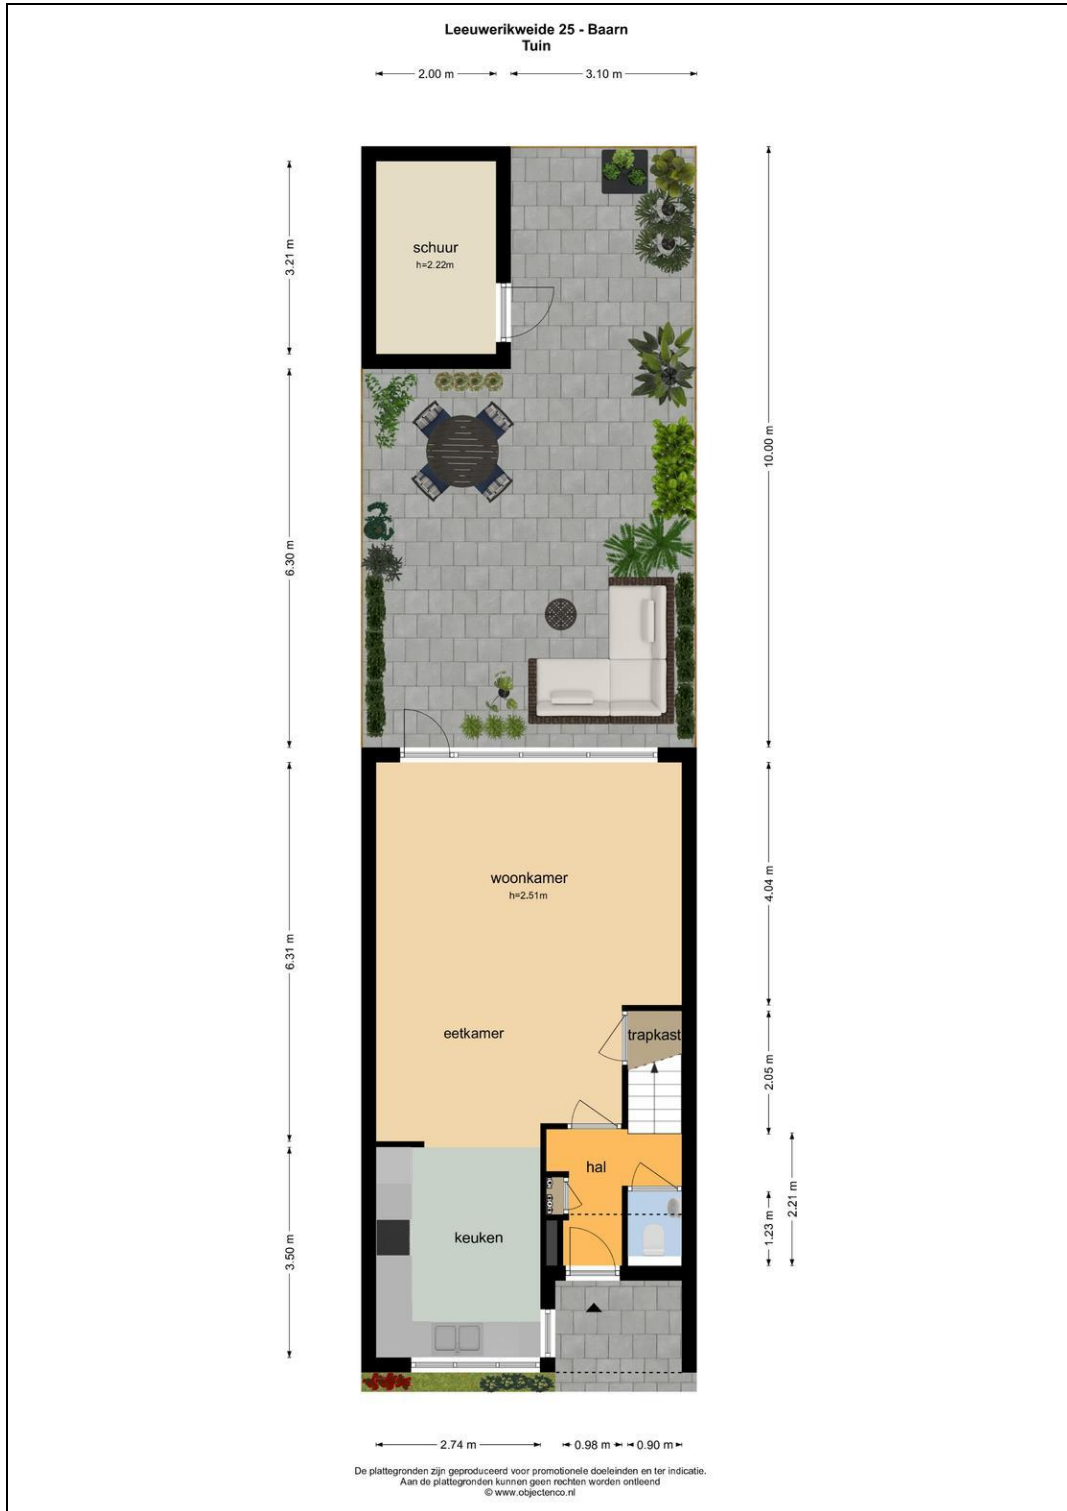 Leeuwerikweide 25 - Baarn
Tuin
2.00 m
3.10 m
3.21 m
schuur
h=2.22m
10.00 m
6.30 m
woonkamer
h=2.51m
4.04 m
6.31 m
eetkamer
trapkast
2.05 m
hal
2.21 m
1.23 m
keuken
3.50 m
2.74 m
0.98 m
0.90 m
De plattegronden zijn geproduceerd voor promotionele doeleinden en ter indicatie.
Aan de plattegronden kunnen geen rechten worden ontleend
© www.objectenco.nl